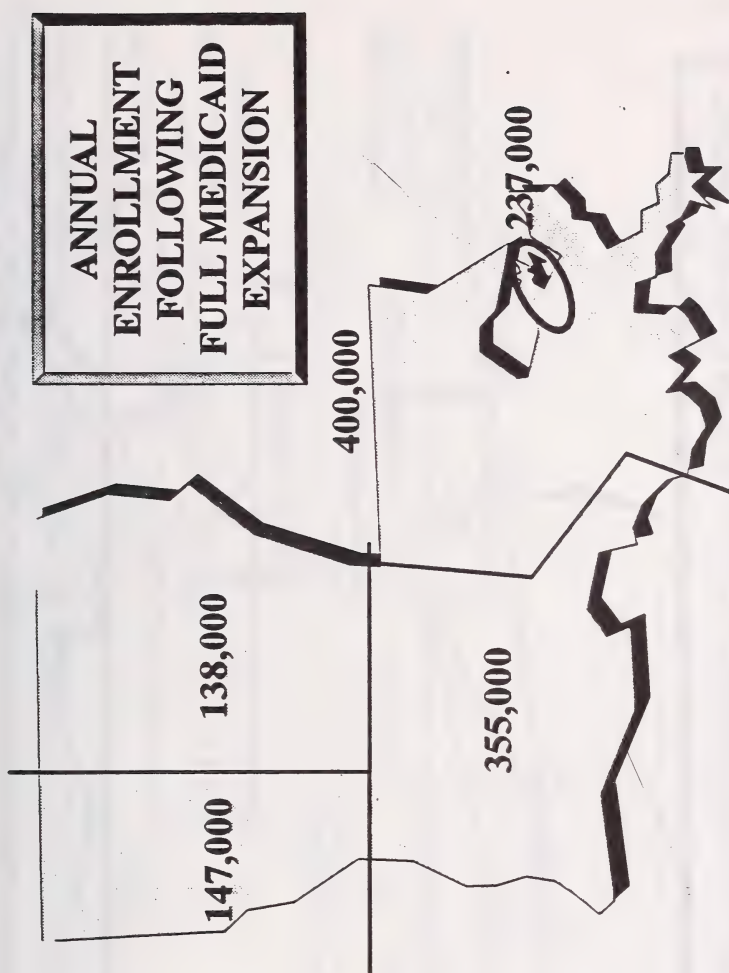 ANNUAL
ENROLLMENT
FOLLOWING
FULL MEDICAID
EXPANSION
147,000
138,000
400,000
237,000
355,000